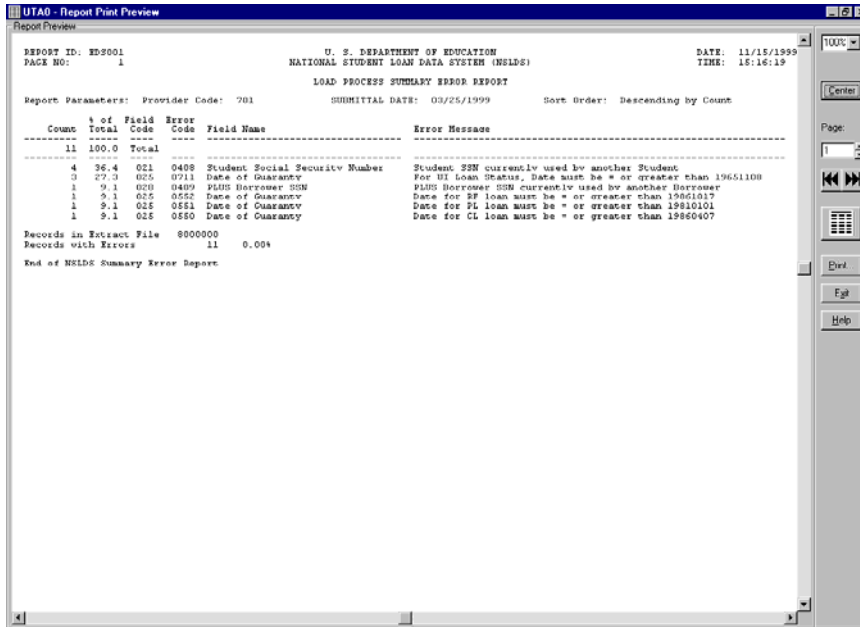 UTA0 - Report Print Preview
Report Preview
REPORT ID: EDS001 U. S. DEPARTMENT OF EDUCATION DATE: 11/15/1999
PAGE NO: 1 NATIONAL STUDENT LOAN DATA SYSTEM (NSLDS) TIME: 15:16:19
LOAD PROCESS SUMMARY ERROR REPORT
Report Parameters: Provider Code: 701 SUBMITTAL DATE: 03/25/1999 Sort Order: Descending by Count
% of Field Error
Count Total Code Code Field Name Error Message
11 100.0 Total
4 36.4 021 0408 Student Social Security Number Student SSN currently used by another Student
3 27.3 025 0711 Date of Guaranty For UI Loan Status, Date must be = or greater than 19651108
1 9.1 020 0409 PLUS Borrower SSN PLUS Borrower SSN currently used by another Borrower
1 9.1 025 0552 Date of Guaranty Date for RF loan must be = or greater than 19861017
1 9.1 025 0551 Date of Guaranty Date for PL loan must be = or greater than 19810101
1 9.1 025 0550 Date of Guaranty Date for CL loan must be = or greater than 19860407
Records in Extract File 8000000
Records with Errors 11 0.00%
End of NSLDS Summary Error Report
100%
Center
Page:
1
Print
Exit
Help